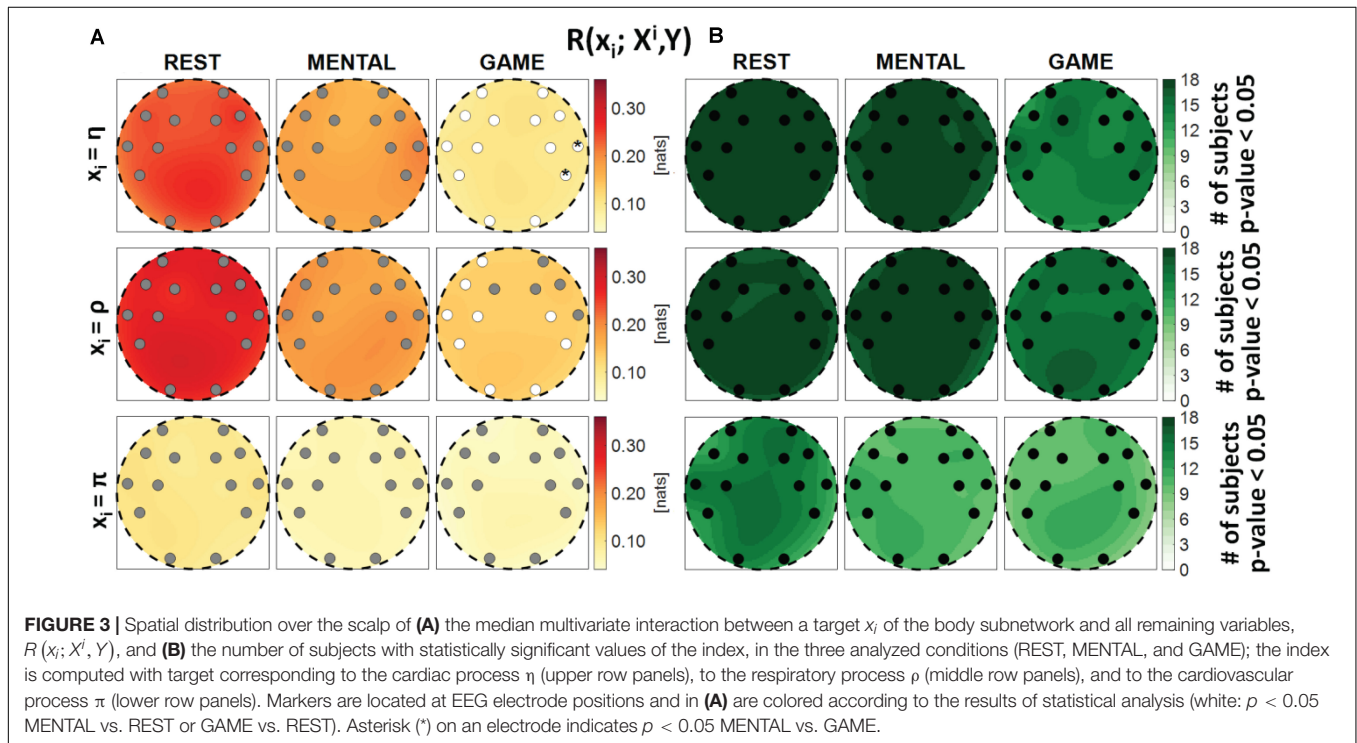 A
R(xᵢ; Xⁱ,Y)
B
REST MENTAL GAME
REST MENTAL GAME
xᵢ = η
* *
0.30
0.20
0.10
[nats]
18
15
12
9
6
3
0
# of subjects
p-value < 0.05
xᵢ = ρ
0.30
0.20
0.10
[nats]
18
15
12
9
6
3
0
# of subjects
p-value < 0.05
xᵢ = π
0.30
0.20
0.10
[nats]
18
15
12
9
6
3
0
# of subjects
p-value < 0.05
FIGURE 3 | Spatial distribution over the scalp of (A) the median multivariate interaction between a target xᵢ of the body subnetwork and all remaining variables,
R (xᵢ; Xⁱ, Y), and (B) the number of subjects with statistically significant values of the index, in the three analyzed conditions (REST, MENTAL, and GAME); the index
is computed with target corresponding to the cardiac process η (upper row panels), to the respiratory process ρ (middle row panels), and to the cardiovascular
process π (lower row panels). Markers are located at EEG electrode positions and in (A) are colored according to the results of statistical analysis (white: p < 0.05
MENTAL vs. REST or GAME vs. REST). Asterisk (*) on an electrode indicates p < 0.05 MENTAL vs. GAME.